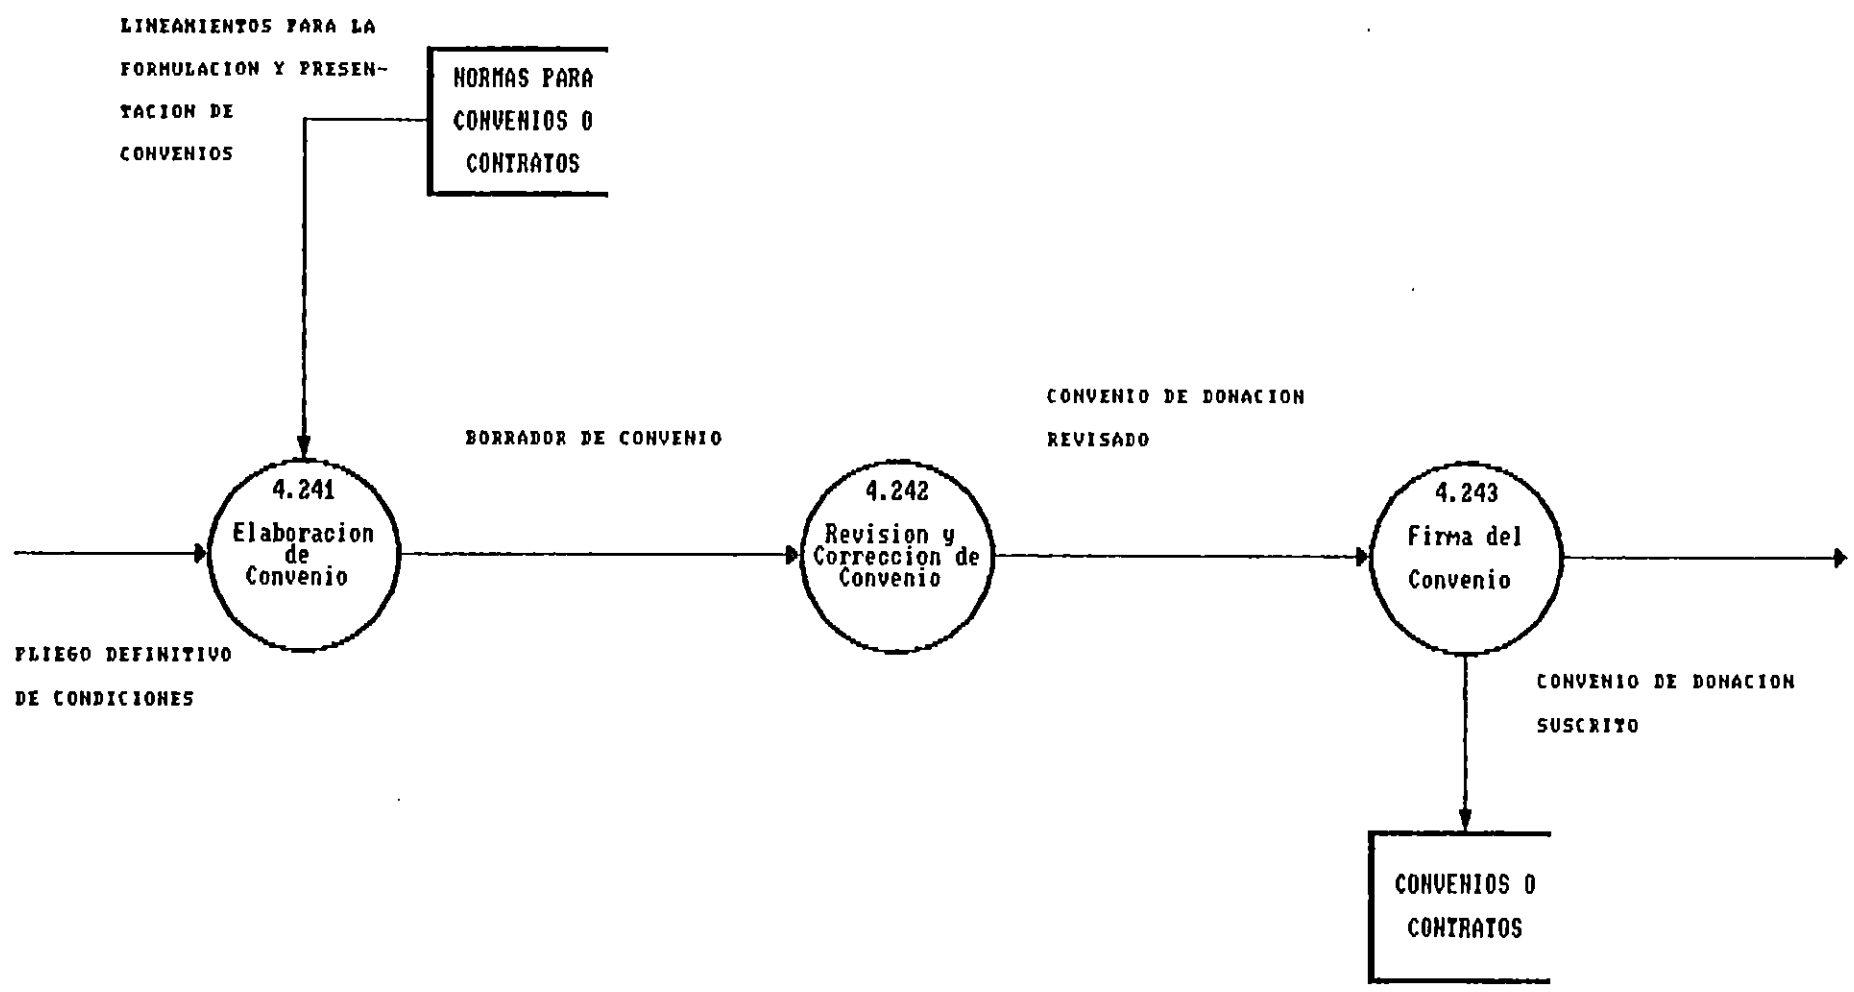 LINEAMIENTOS PARA LA
FORMULACION Y PRESEN-
TACION DE
CONVENIOS
NORMAS PARA
CONVENIOS O
CONTRATOS
CONVENIO DE DONACION
REVISADO
BORRADOR DE CONVENIO
4.241
Elaboracion
de
Convenio
4.242
Revision y
Correccion de
Convenio
4.243
Firma del
Convenio
PLIEGO DEFINITIVO
DE CONDICIONES
CONVENIO DE DONACION
SUSCRITO
CONVENIOS O
CONTRATOS